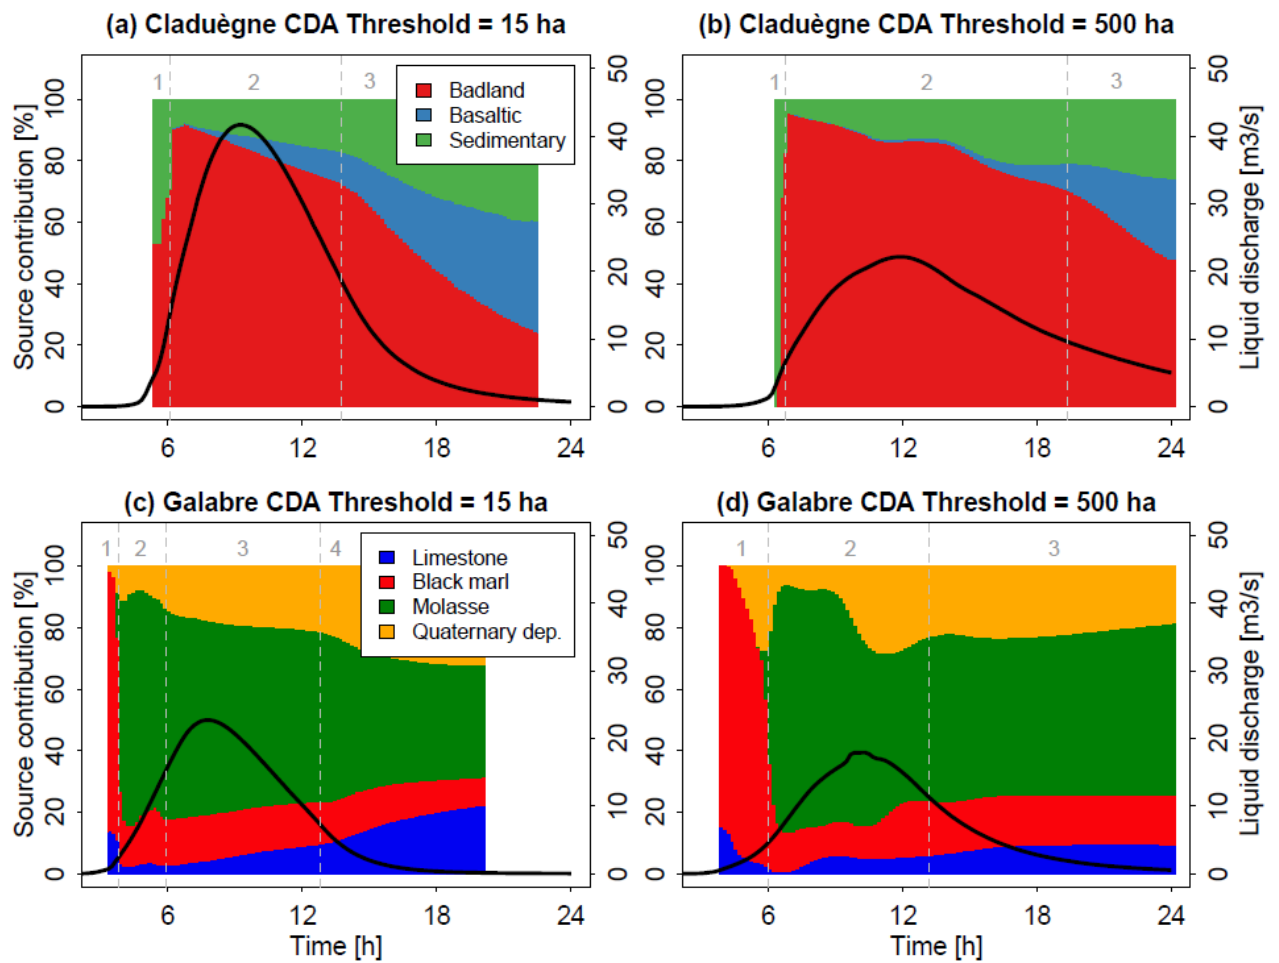 (a) Claduègne CDA Threshold = 15 ha
(b) Claduègne CDA Threshold = 500 ha
Source contribution [%]
0 20 40 60 80 100
1 2 3
Badland
Basaltic
Sedimentary
0 10 20 30 40 50
6 12 18 24
0 20 40 60 80 100
1 2 3
0 10 20 30 40 50
Liquid discharge [m3/s]
6 12 18 24
(c) Galabre CDA Threshold = 15 ha
(d) Galabre CDA Threshold = 500 ha
Source contribution [%]
0 20 40 60 80 100
1 2 3 4
Limestone
Black marl
Molasse
Quaternary dep.
0 10 20 30 40 50
6 12 18 24
Time [h]
0 20 40 60 80 100
1 2 3
0 10 20 30 40 50
Liquid discharge [m3/s]
6 12 18 24
Time [h]